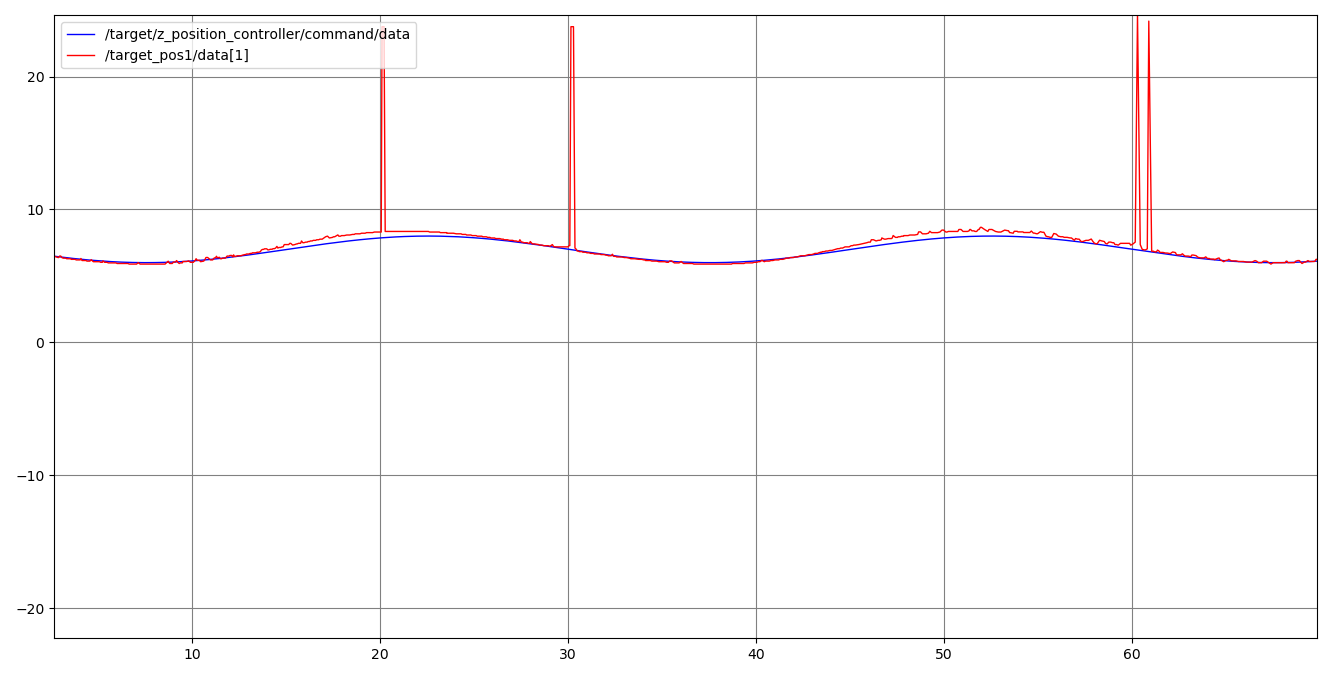 /target/z_position_controller/command/data
/target_pos1/data[1]
20
10
0
−10
−20
10 20 30 40 50 60